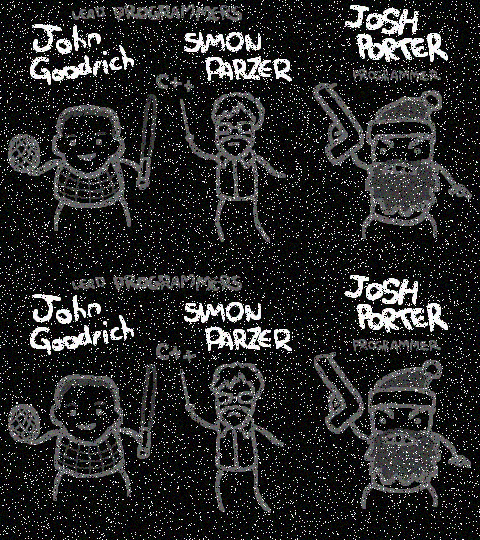 LEAD PROGRAMMERS
John
Goodrich
SIMON
PARZER
C++
JOSH
PORTER
PROGRAMMER
LEAD PROGRAMMERS
John
Goodrich
SIMON
PARZER
C++
JOSH
PORTER
PROGRAMMER